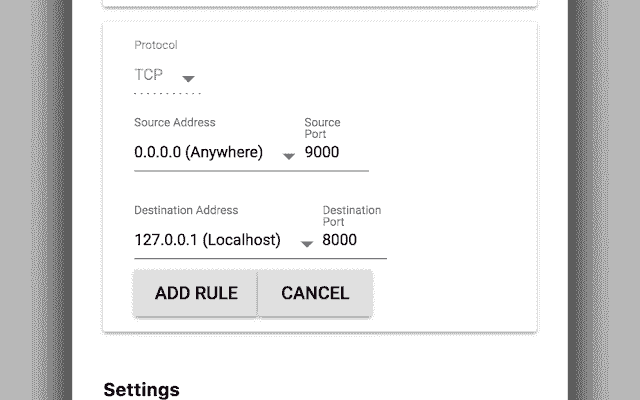 Protocol
TCP
Source Address
Source
Port
0.0.0.0 (Anywhere)
9000
Destination Address
Destination
Port
127.0.0.1 (Localhost)
8000
ADD RULE
CANCEL
Settings